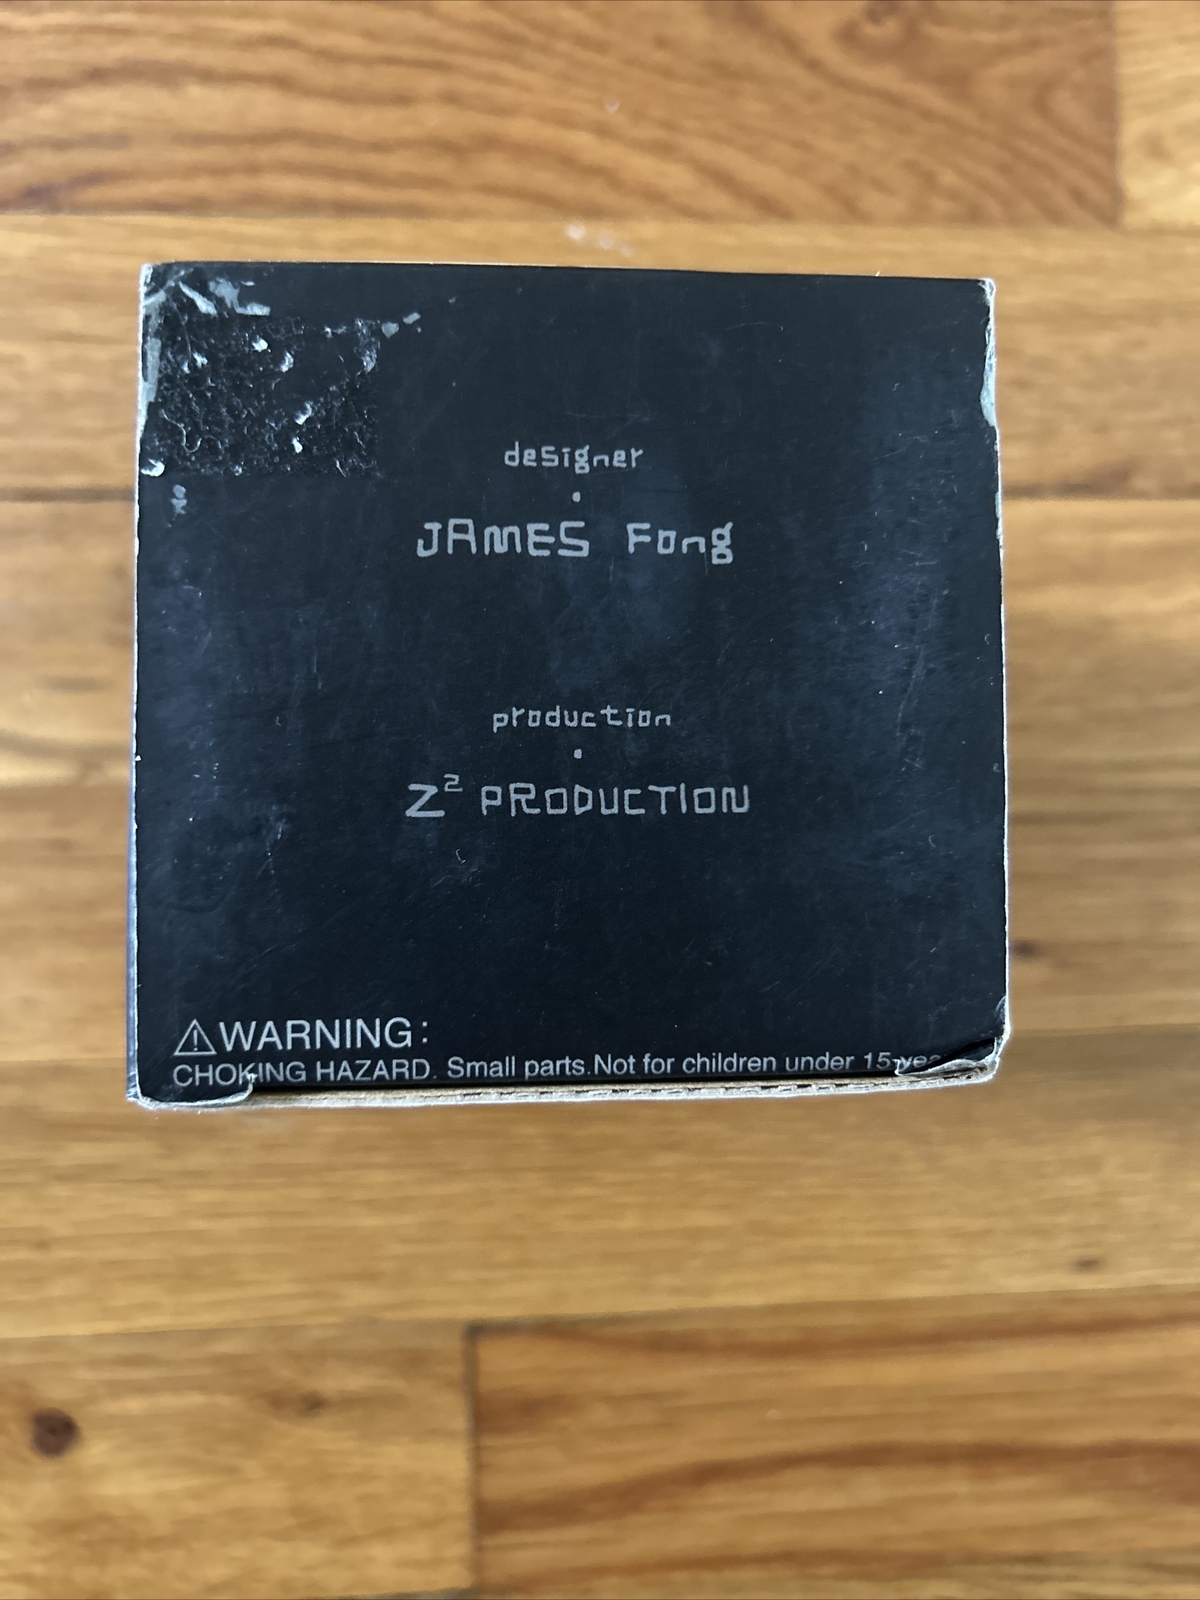 designer
JAMES Fong
production
Z² PRODUCTION
⚠WARNING:
CHOKING HAZARD. Small parts. Not for children under 15